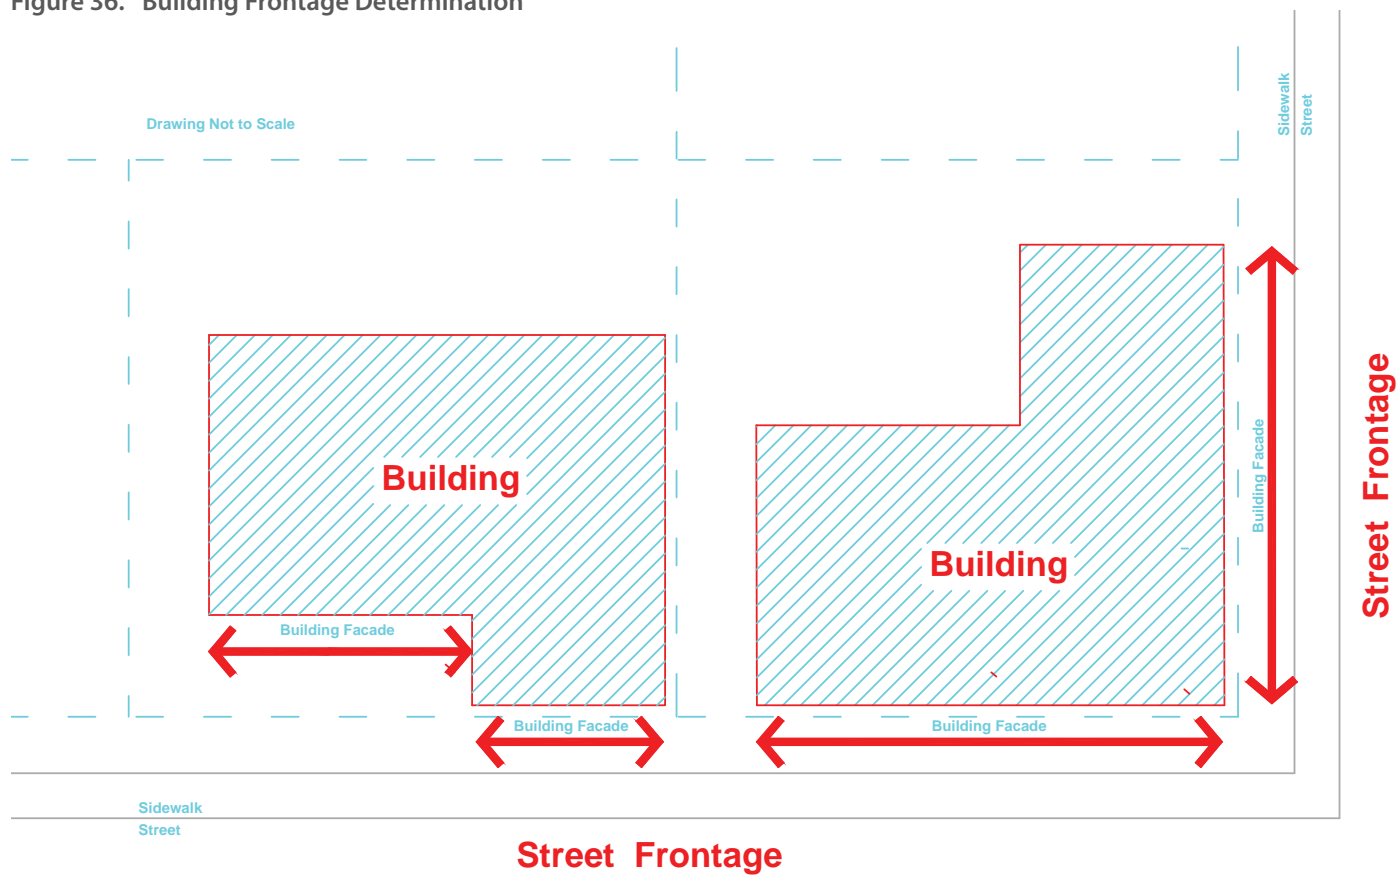 Figure 36. Building Frontage Determination
Drawing Not to Scale
Sidewalk
Street
Building
Building
Building Facade
Street Frontage
Building Facade
Building Facade
Building Facade
Sidewalk
Street
Street Frontage